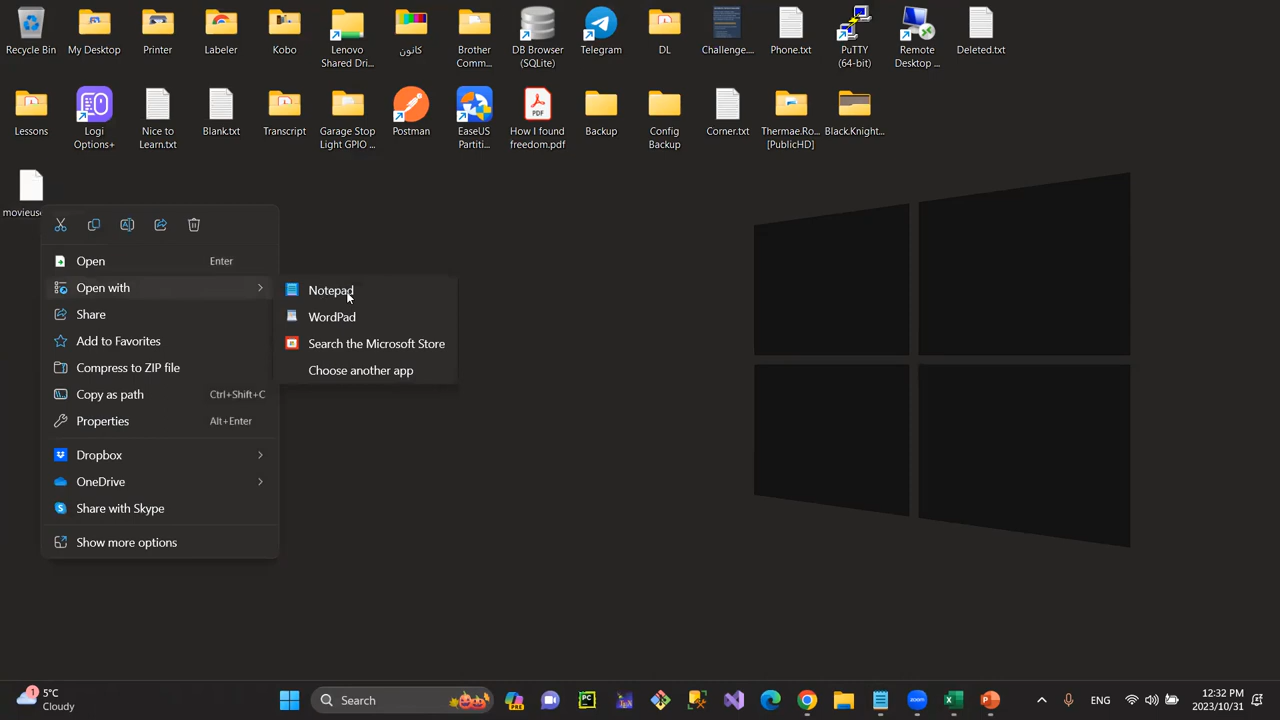 Recycle Bin
My Desktop
Printer
Labeler
Kobo
Lenovo
Shared Dri...
کانون
Brother
Comm...
DB Browser
(SQLite)
Telegram
DL
Challenge....
Phone.txt
PuTTY
(64-bit)
Remote
Desktop ...
Deleted.txt
Lessons
Logi
Options+
Nice to
Learn.txt
Blank.txt
Transcript
Garage Stop
Light GPIO ...
Postman
EaseUS
Partiti...
PDF
How I found
freedom.pdf
Backup
Config
Backup
Corner.txt
Thermae.Ro...
[PublicHD]
Black.Knight...
Open
Enter
Open with
Share
Add to Favorites
Compress to ZIP file
Copy as path
Ctrl+Shift+C
Properties
Alt+Enter
Dropbox
OneDrive
Share with Skype
Show more options
Notepad
WordPad
Search the Microsoft Store
Choose another app
1
5°C
Cloudy
Search
PC
zoom
ENG
12:32 PM
2023/10/31